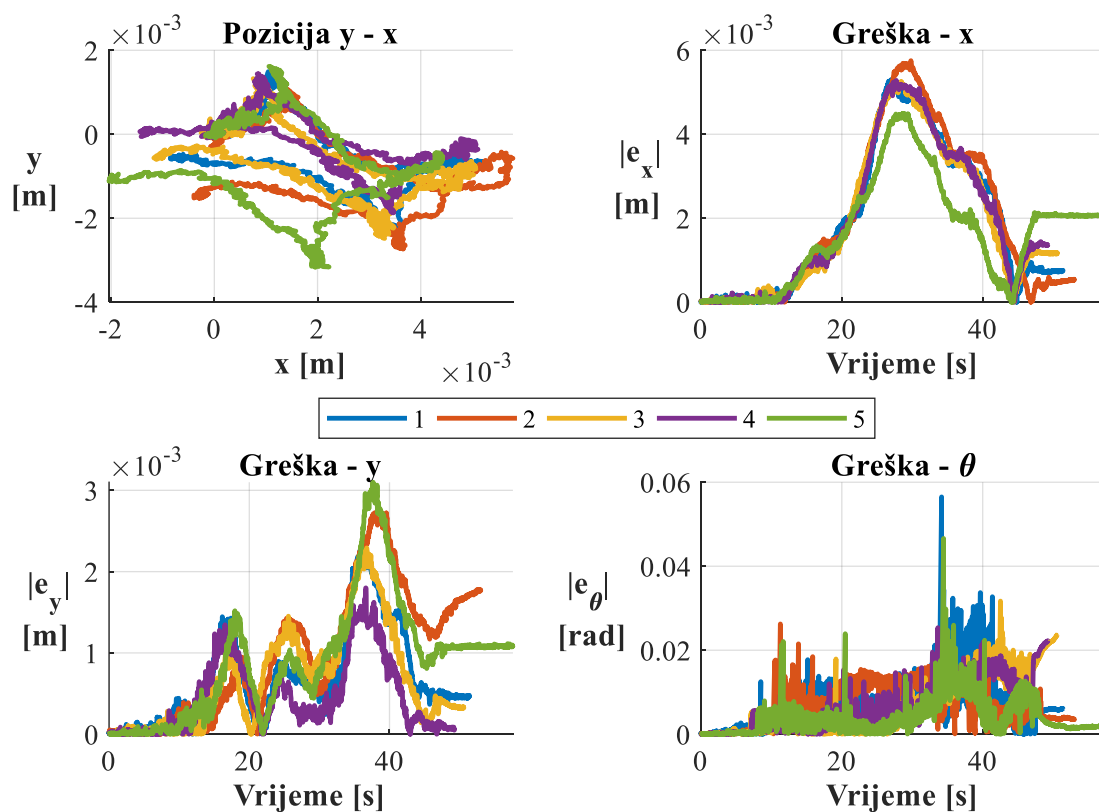 ×10⁻³
Pozicija y - x
2
0
-2
-4
y
[m]
-2
0
2
4
x [m]
×10⁻³
×10⁻³
Greška - x
6
4
2
0
|e_x|
[m]
0
20
40
Vrijeme [s]
1 2 3 4 5
×10⁻³
Greška - y
3
2
1
0
|e_y|
[m]
0
20
40
Vrijeme [s]
Greška - θ
0.06
0.04
0.02
0
|e_θ|
[rad]
0
20
40
Vrijeme [s]